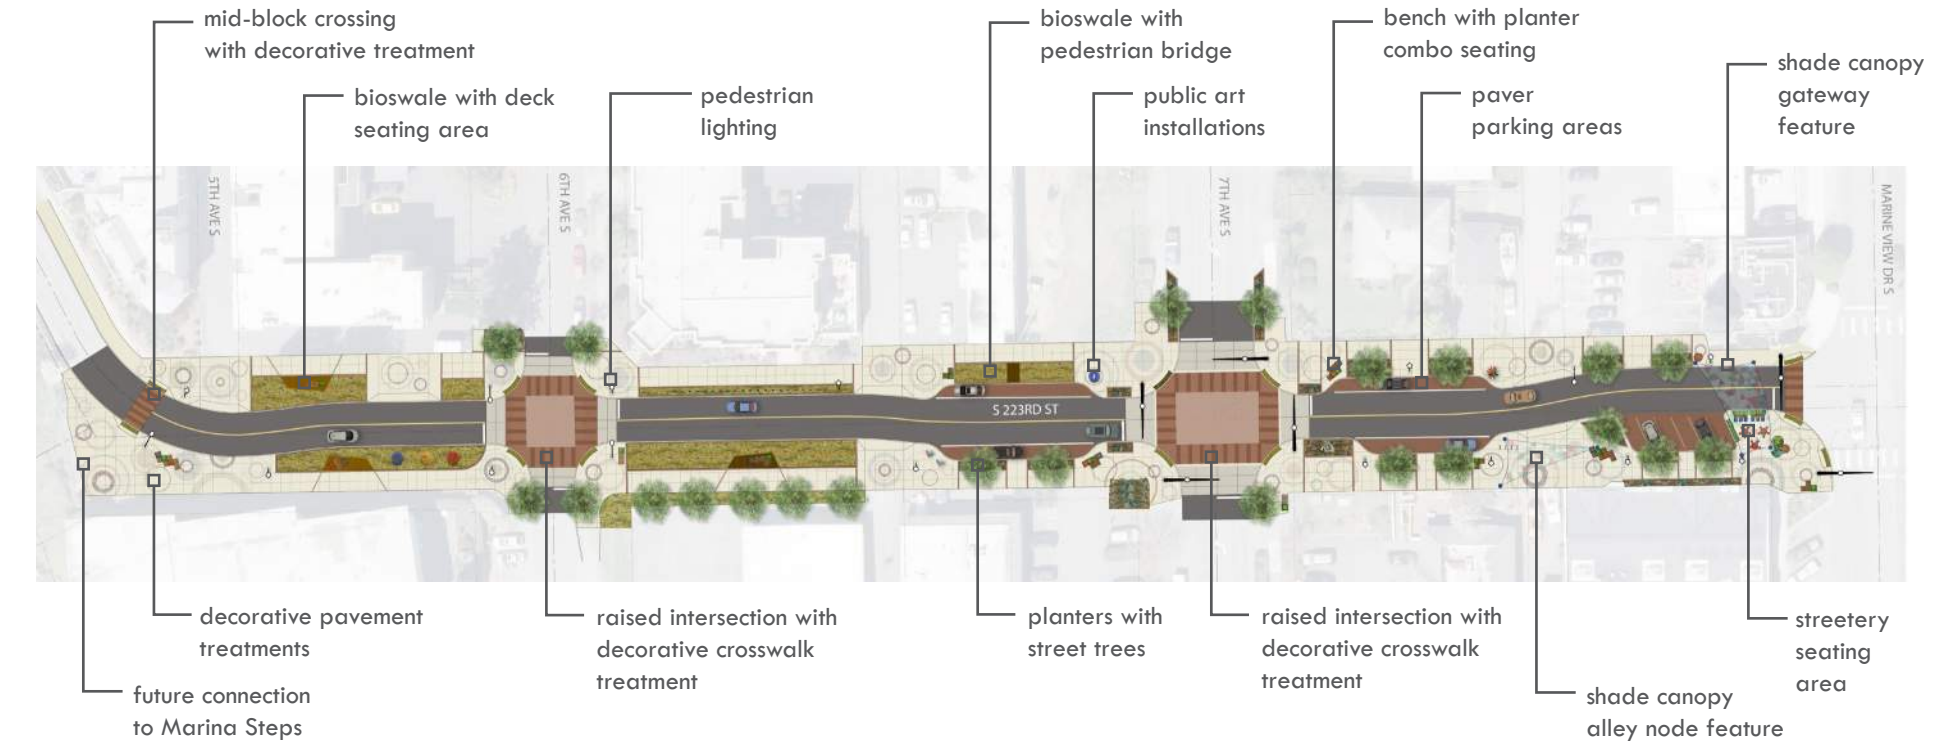 mid-block crossing
with decorative treatment
bioswale with deck
seating area
pedestrian
lighting
bioswale with
pedestrian bridge
public art
installations
bench with planter
combo seating
paver
parking areas
shade canopy
gateway
feature
5TH AVE S
6TH AVE S
7TH AVE S
MARINE VIEW DR S
S 223RD ST
decorative pavement
treatments
future connection
to Marina Steps
raised intersection with
decorative crosswalk
treatment
planters with
street trees
raised intersection with
decorative crosswalk
treatment
shade canopy
alley node feature
streetery
seating
area